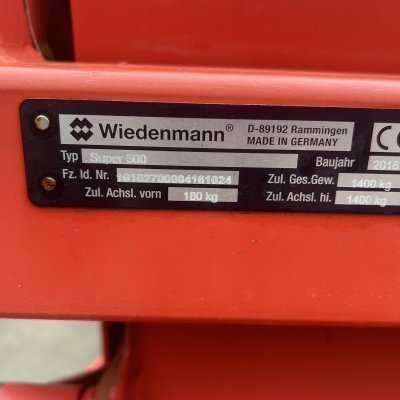 Wiedenmann® D-89192 Rammingen
MADE IN GERMANY
Typ Super 500 Baujahr 2016
Fz. Id. Nr. Zul. Ges.Gew. 1400 kg
Zul. Achsl. vorn 180 kg Zul. Achsl. hi. 1400 kg
CE